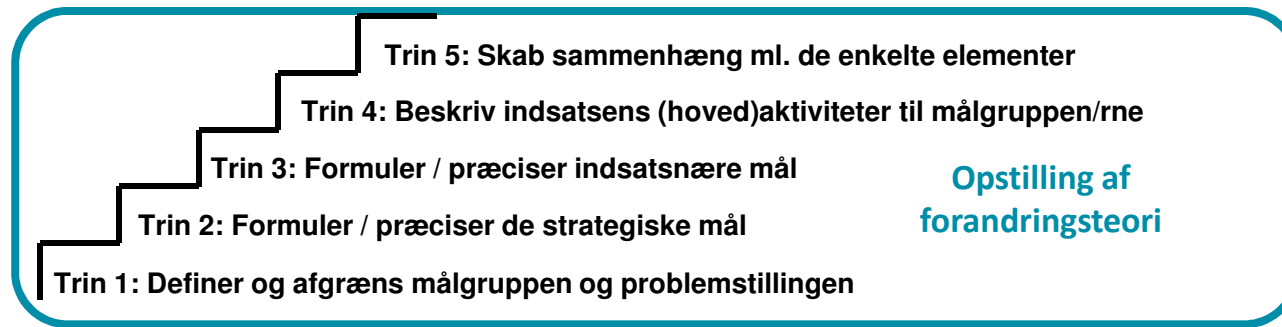 Trin 5: Skab sammenhæng ml. de enkelte elementer
Trin 4: Beskriv indsatsens (hoved)aktiviteter til målgruppen/rne
Trin 3: Formuler / præciser indsatsnære mål
Trin 2: Formuler / præciser de strategiske mål
Trin 1: Definer og afgræns målgruppen og problemstillingen
Opstilling af
forandringsteori